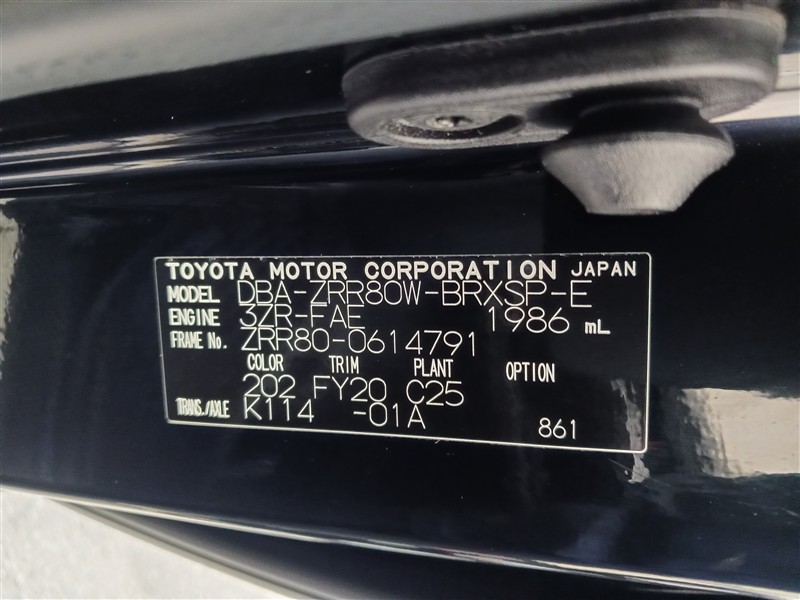 TOYOTA MOTOR CORPORATION JAPAN
MODEL DBA-ZRR80W-BRXSP-E
ENGINE 3ZR-FAE 1986 mL
FRAME No. ZRR80-0614791
COLOR TRIM PLANT OPTION
202 FY20 C25
TRANS./AXLE K114 -01A
861